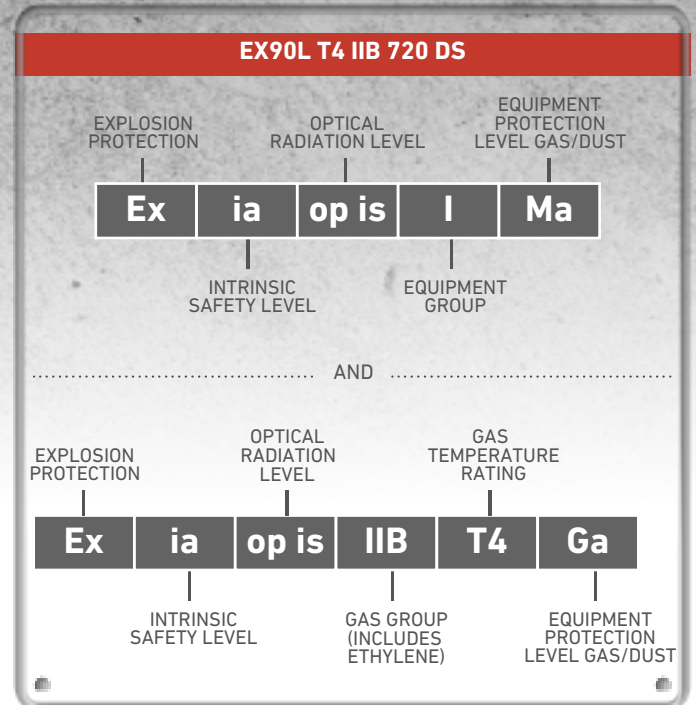 EX90L T4 IIB 720 DS
EXPLOSION
PROTECTION
OPTICAL
RADIATION LEVEL
EQUIPMENT
PROTECTION
LEVEL GAS/DUST
Ex ia op is I Ma
INTRINSIC
SAFETY LEVEL
EQUIPMENT
GROUP
AND
EXPLOSION
PROTECTION
OPTICAL
RADIATION
LEVEL
GAS
TEMPERATURE
RATING
Ex ia op is IIB T4 Ga
INTRINSIC
SAFETY LEVEL
GAS GROUP
(INCLUDES
ETHYLENE)
EQUIPMENT
PROTECTION
LEVEL GAS/DUST